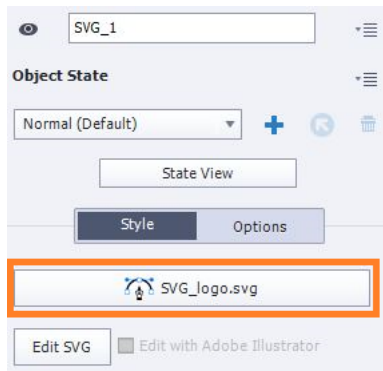 SVG_1
Object State
Normal (Default)
State View
Style Options
SVG_logo.svg
Edit SVG Edit with Adobe Illustrator